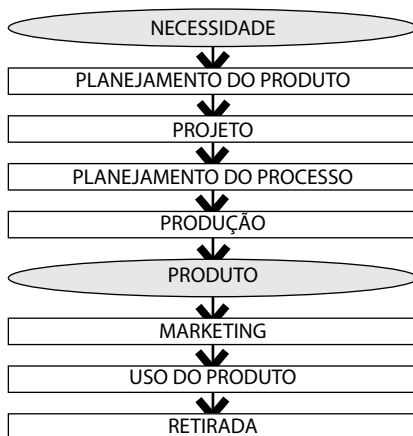 NECESSIDADE
PLANEJAMENTO DO PRODUTO
PROJETO
PLANEJAMENTO DO PROCESSO
PRODUÇÃO
PRODUTO
MARKETING
USO DO PRODUTO
RETIRADA